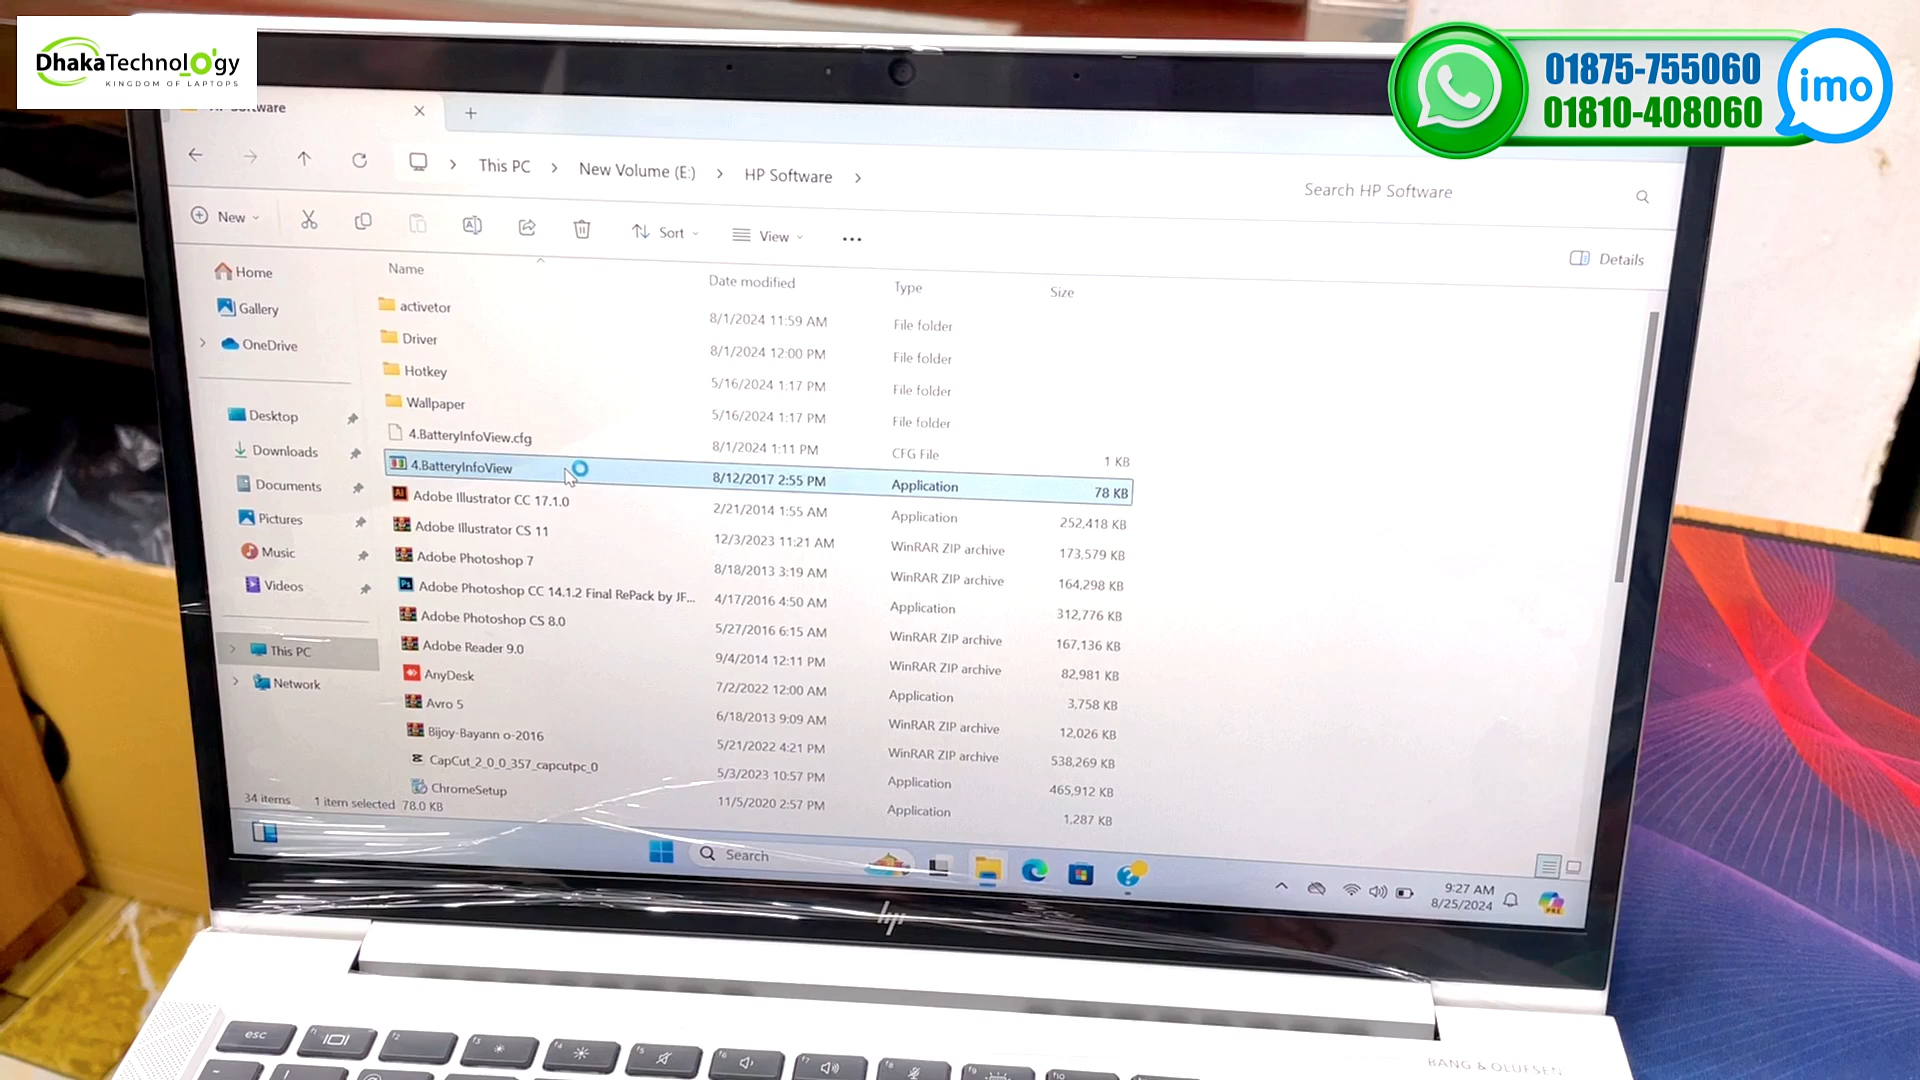 DhakaTechnology
KINGDOM OF LAPTOPS
01875-755060
01810-408060
imo
This PC > New Volume (E:) > HP Software >
Search HP Software
New
Sort
View
Details
Home
Gallery
OneDrive
Desktop
Downloads
Documents
Pictures
Music
Videos
This PC
Network
Name Date modified Type Size
activetor 8/1/2024 11:59 AM File folder
Driver 8/1/2024 12:00 PM File folder
Hotkey 5/16/2024 1:17 PM File folder
Wallpaper 5/16/2024 1:17 PM File folder
4.BatteryInfoView.cfg 8/1/2024 1:11 PM CFG File 1 KB
4.BatteryInfoView 8/12/2017 2:55 PM Application 78 KB
Adobe Illustrator CC 17.1.0 2/21/2014 1:55 AM Application 252,418 KB
Adobe Illustrator CS 11 12/3/2023 11:21 AM WinRAR ZIP archive 173,579 KB
Adobe Photoshop 7 8/18/2013 3:19 AM WinRAR ZIP archive 164,298 KB
Adobe Photoshop CC 14.1.2 Final RePack by JF... 4/17/2016 4:50 AM Application 312,776 KB
Adobe Photoshop CS 8.0 5/27/2016 6:15 AM WinRAR ZIP archive 167,136 KB
Adobe Reader 9.0 9/4/2014 12:11 PM WinRAR ZIP archive 82,981 KB
AnyDesk 7/2/2022 12:00 AM Application 3,758 KB
Avro 5 6/18/2013 9:09 AM WinRAR ZIP archive 12,026 KB
Bijoy-Bayann o-2016 5/21/2022 4:21 PM WinRAR ZIP archive 538,269 KB
CapCut_2_0_0_357_capcutpc_0 5/3/2023 10:57 PM Application 465,912 KB
ChromeSetup 11/5/2020 2:57 PM Application 1,287 KB
34 items 1 item selected 78.0 KB
Search
9:27 AM
8/25/2024
hp
BANG & OLUFSEN
esc